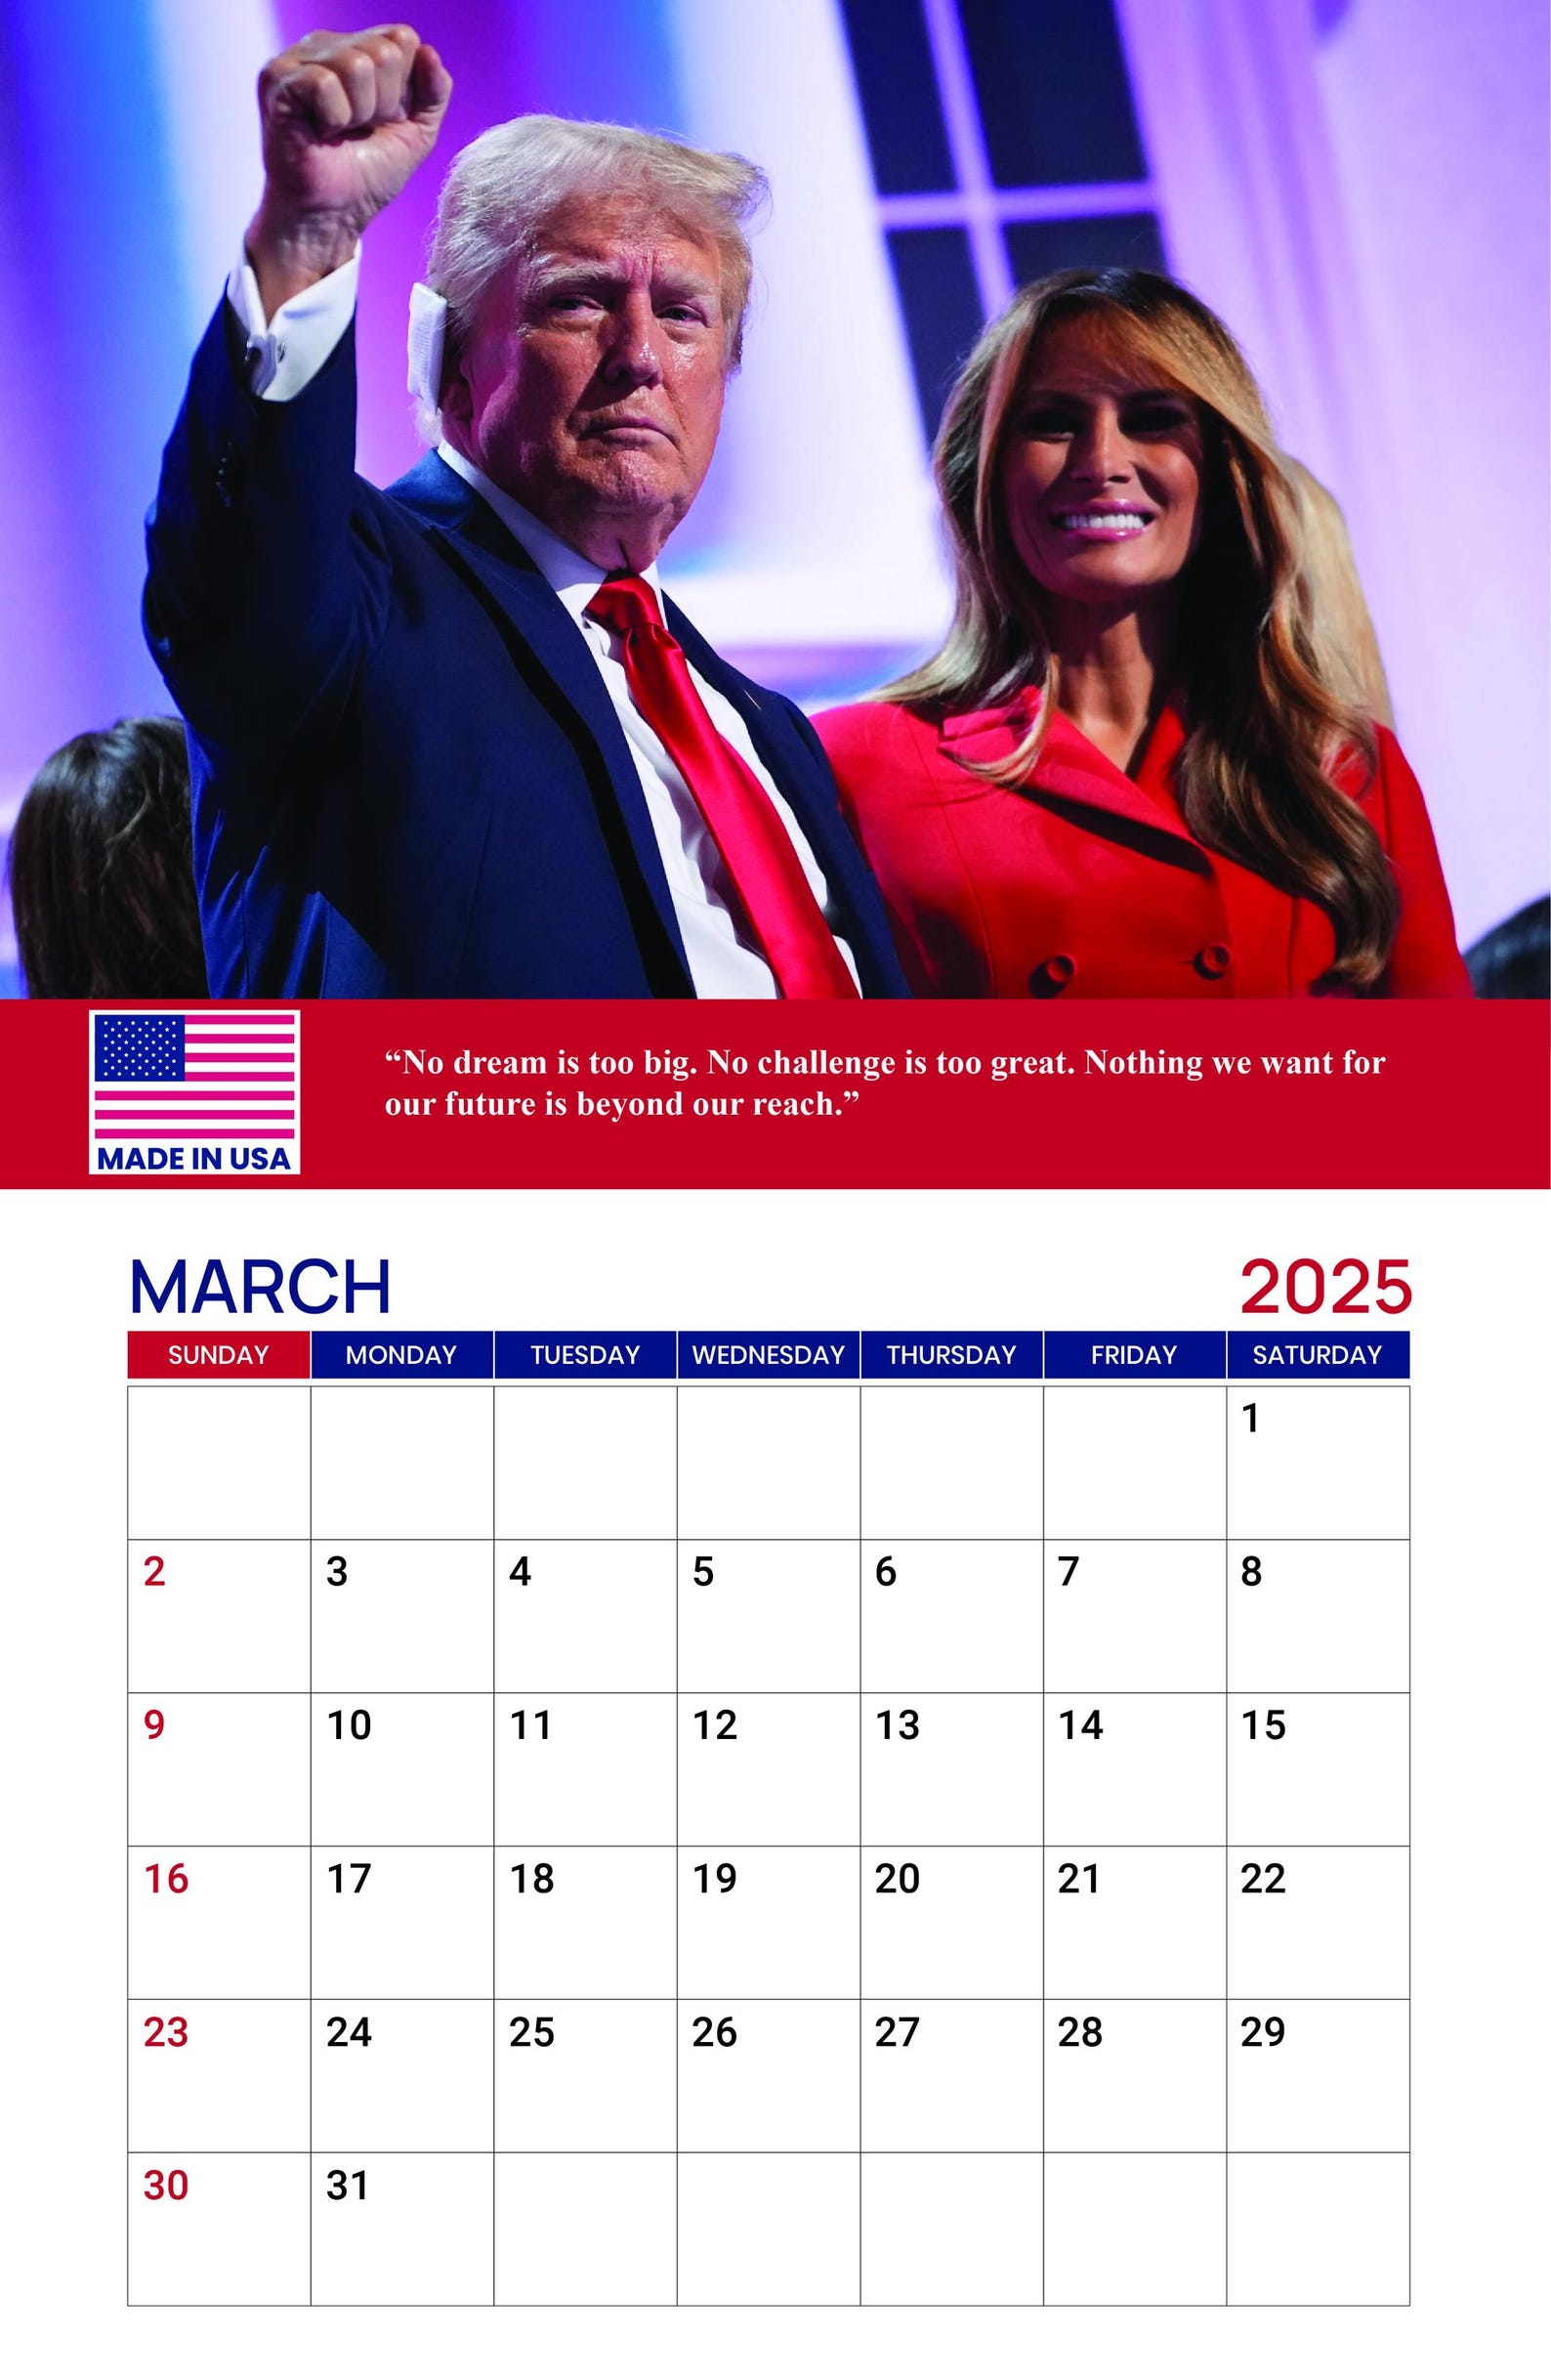 MADE IN USA
“No dream is too big. No challenge is too great. Nothing we want for
our future is beyond our reach.”
MARCH 2025
SUNDAY MONDAY TUESDAY WEDNESDAY THURSDAY FRIDAY SATURDAY
1
2 3 4 5 6 7 8
9 10 11 12 13 14 15
16 17 18 19 20 21 22
23 24 25 26 27 28 29
30 31